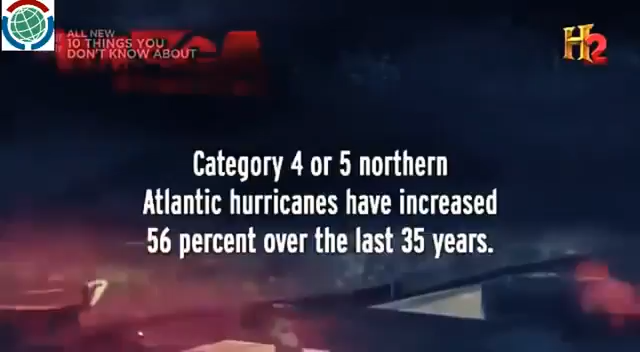 ALL NEW
10 THINGS YOU
DON'T KNOW ABOUT
H2
Category 4 or 5 northern
Atlantic hurricanes have increased
56 percent over the last 35 years.